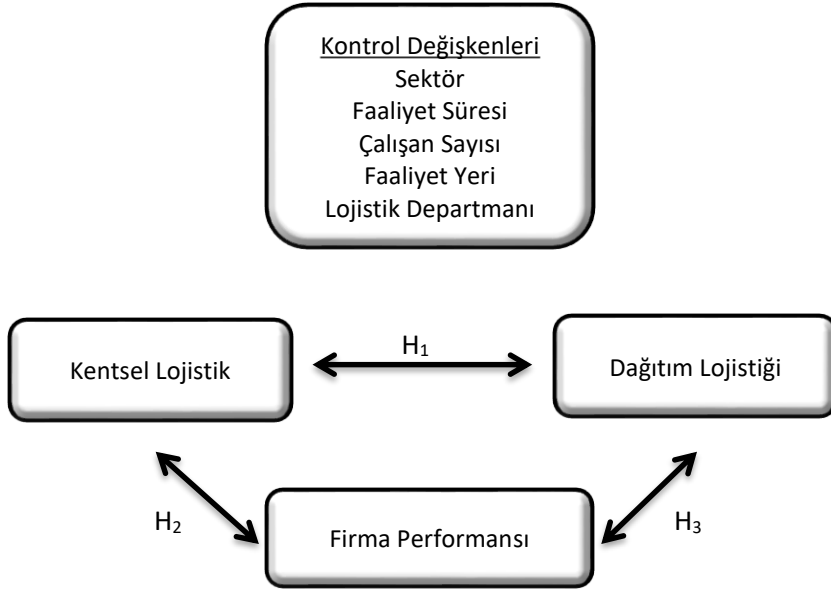 Kontrol Değişkenleri
Sektör
Faaliyet Süresi
Çalışan Sayısı
Faaliyet Yeri
Lojistik Departmanı
H₁
Kentsel Lojistik
Dağıtım Lojistiği
H₂
Firma Performansı
H₃